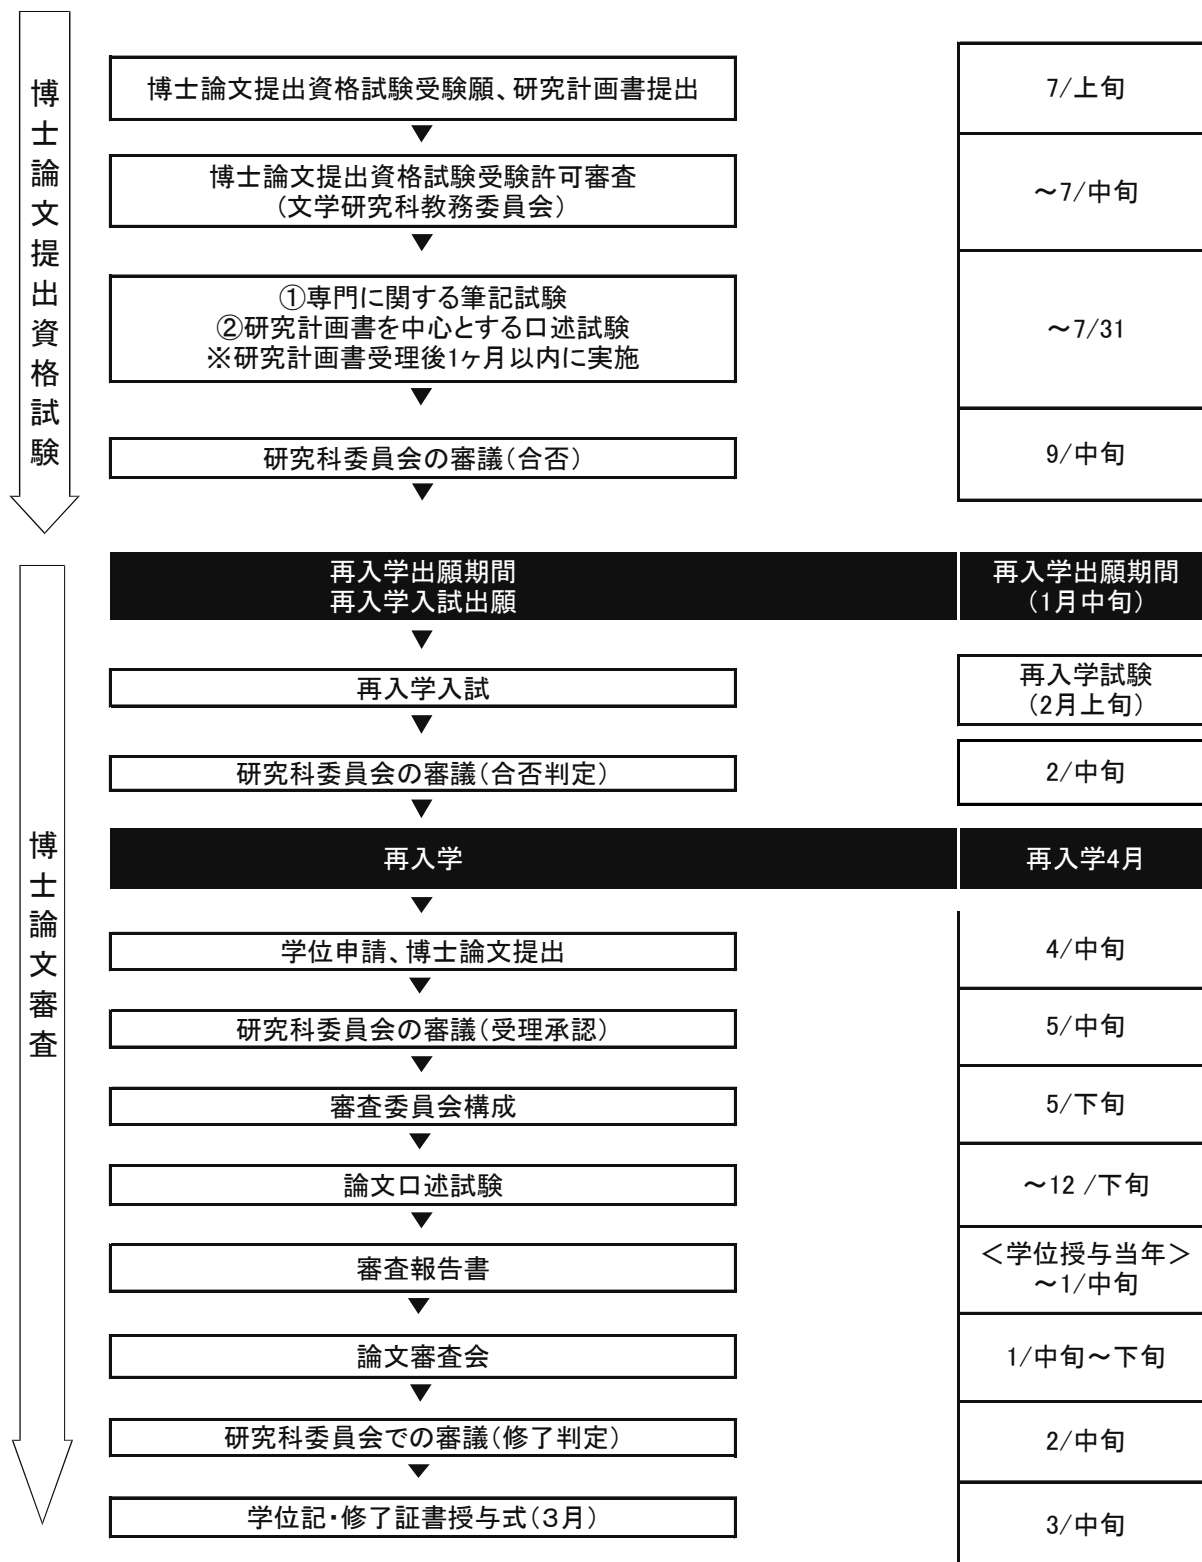 博士論文提出資格試験
博士論文提出資格試験受験願、研究計画書提出
7/上旬
博士論文提出資格試験受験許可審査
(文学研究科教務委員会)
～7/中旬
①専門に関する筆記試験
②研究計画書を中心とする口述試験
※研究計画書受理後1ヶ月以内に実施
～7/31
研究科委員会の審議(合否)
9/中旬
博士論文審査
再入学出願期間
再入学入試出願
再入学出願期間
(1月中旬)
再入学入試
再入学試験
(2月上旬)
研究科委員会の審議(合否判定)
2/中旬
再入学
再入学4月
学位申請、博士論文提出
4/中旬
研究科委員会の審議(受理承認)
5/中旬
審査委員会構成
5/下旬
論文口述試験
～12 /下旬
審査報告書
＜学位授与当年＞
～1/中旬
論文審査会
1/中旬～下旬
研究科委員会での審議(修了判定)
2/中旬
学位記・修了証書授与式(３月)
3/中旬